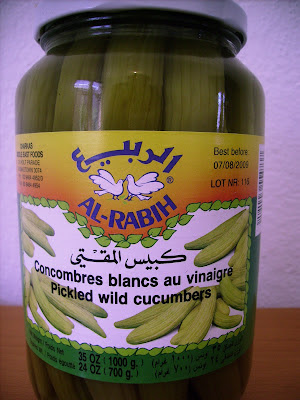 Best before:
07/08/2009
LOT NR: 115
الربيع
AL-RABIH
®
كبيس المقتي
Concombres blancs au vinaigre
Pickled wild cucumbers
35 OZ (1000 g.)
24 OZ (700 g.)